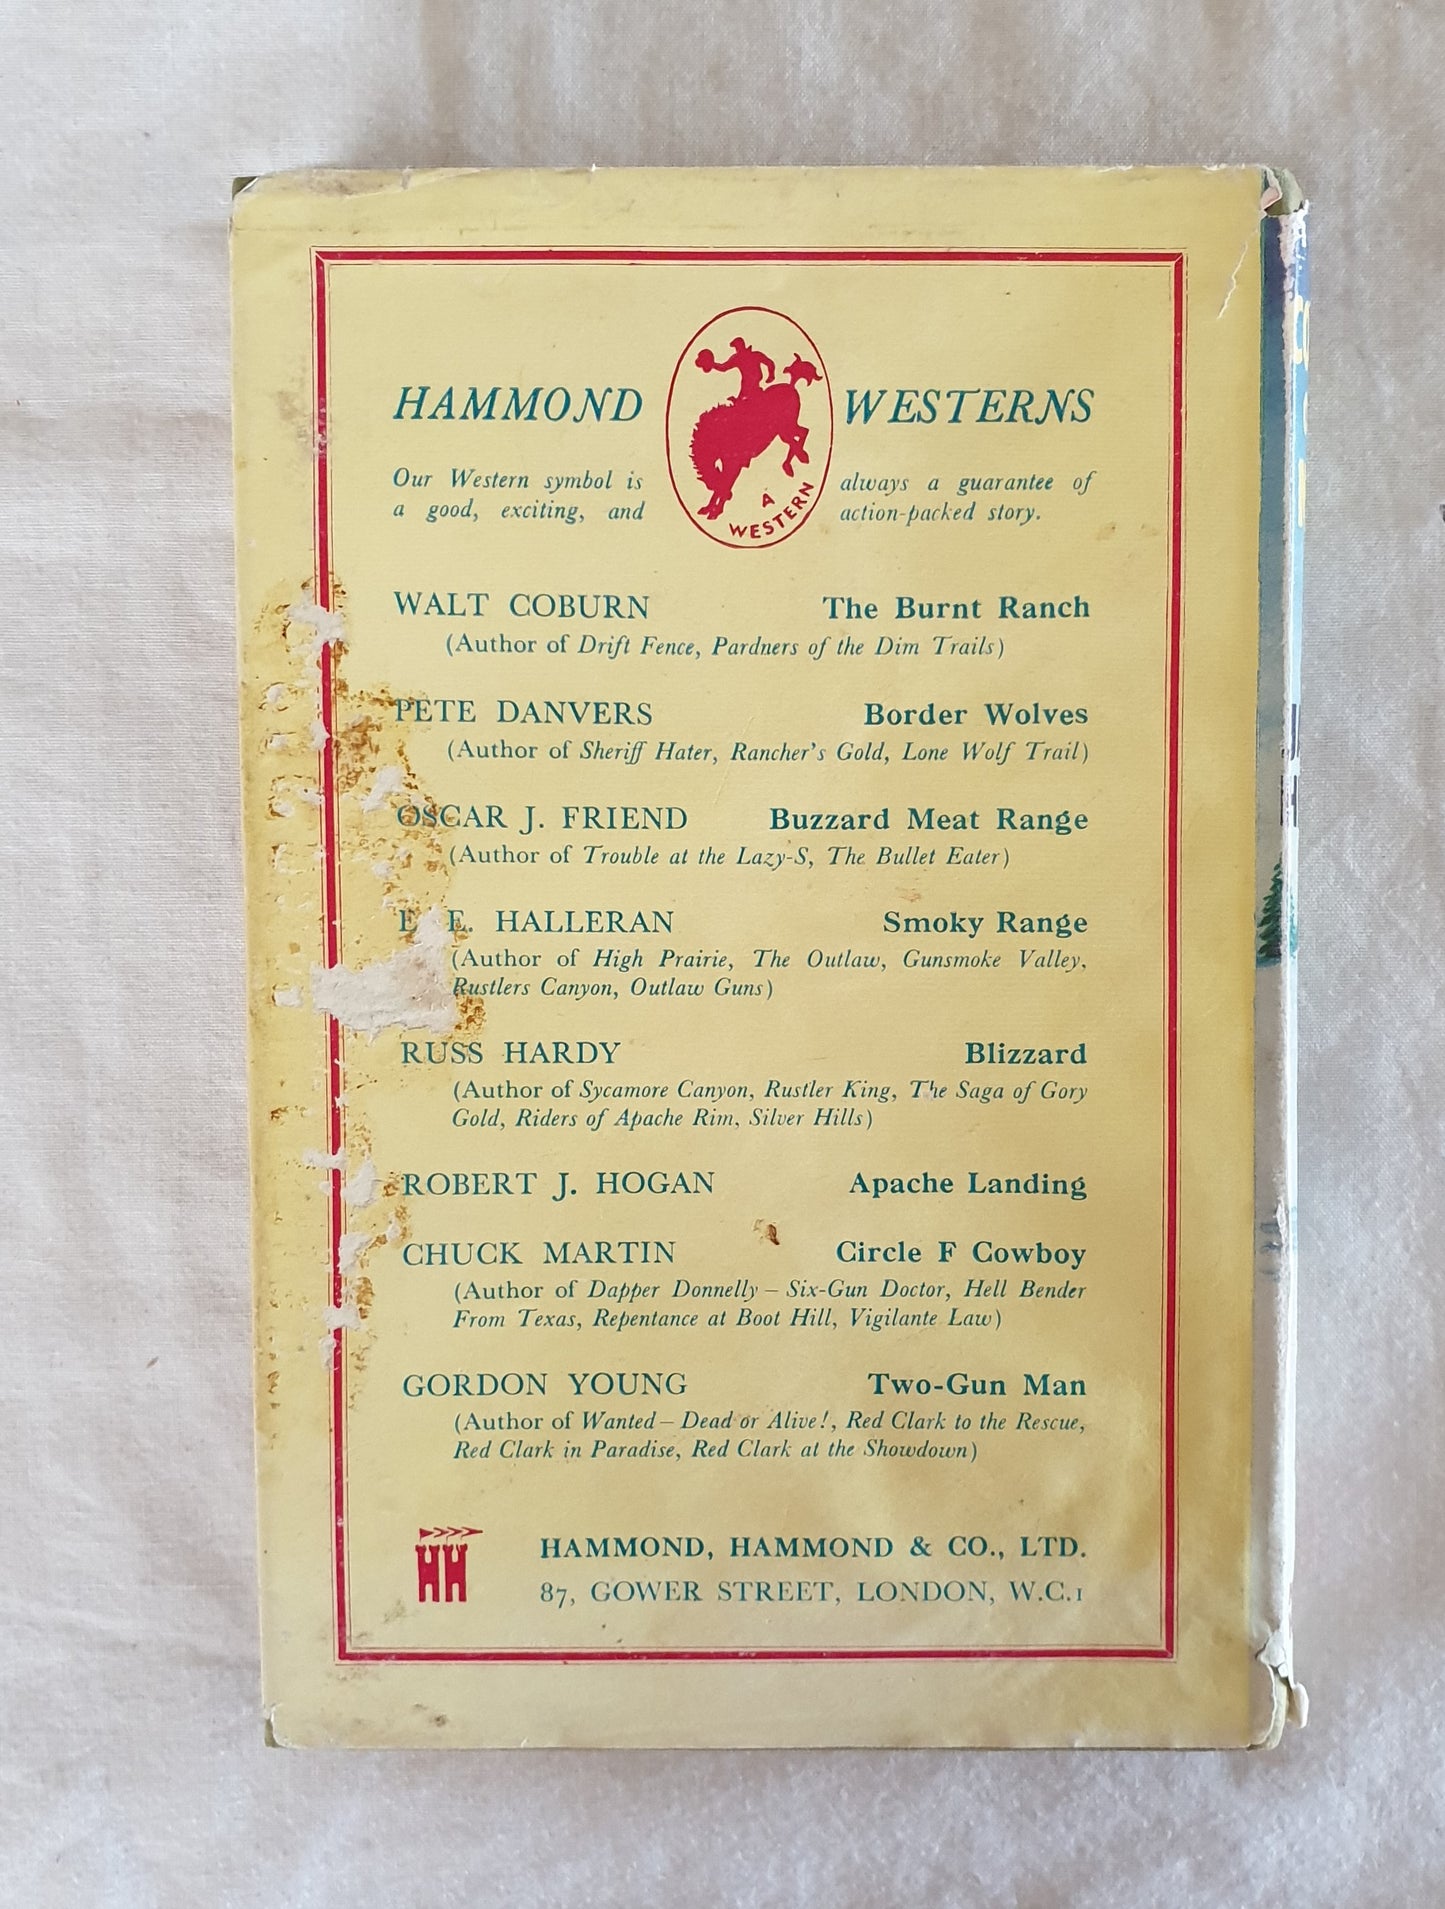 HAMMOND WESTERNS
Our Western symbol is always a guarantee of
a good, exciting, and action-packed story.
A
WESTERN
WALT COBURN The Burnt Ranch
(Author of Drift Fence, Pardners of the Dim Trails)
PETE DANVERS Border Wolves
(Author of Sheriff Hater, Rancher's Gold, Lone Wolf Trail)
OSCAR J. FRIEND Buzzard Meat Range
(Author of Trouble at the Lazy-S, The Bullet Eater)
E. E. HALLERAN Smoky Range
(Author of High Prairie, The Outlaw, Gunsmoke Valley,
Rustlers Canyon, Outlaw Guns)
RUSS HARDY Blizzard
(Author of Sycamore Canyon, Rustler King, The Saga of Gory
Gold, Riders of Apache Rim, Silver Hills)
ROBERT J. HOGAN Apache Landing
CHUCK MARTIN Circle F Cowboy
(Author of Dapper Donnelly – Six-Gun Doctor, Hell Bender
From Texas, Repentance at Boot Hill, Vigilante Law)
GORDON YOUNG Two-Gun Man
(Author of Wanted – Dead or Alive!, Red Clark to the Rescue,
Red Clark in Paradise, Red Clark at the Showdown)
HH
HAMMOND, HAMMOND & CO., LTD.
87, GOWER STREET, LONDON, W.C.1